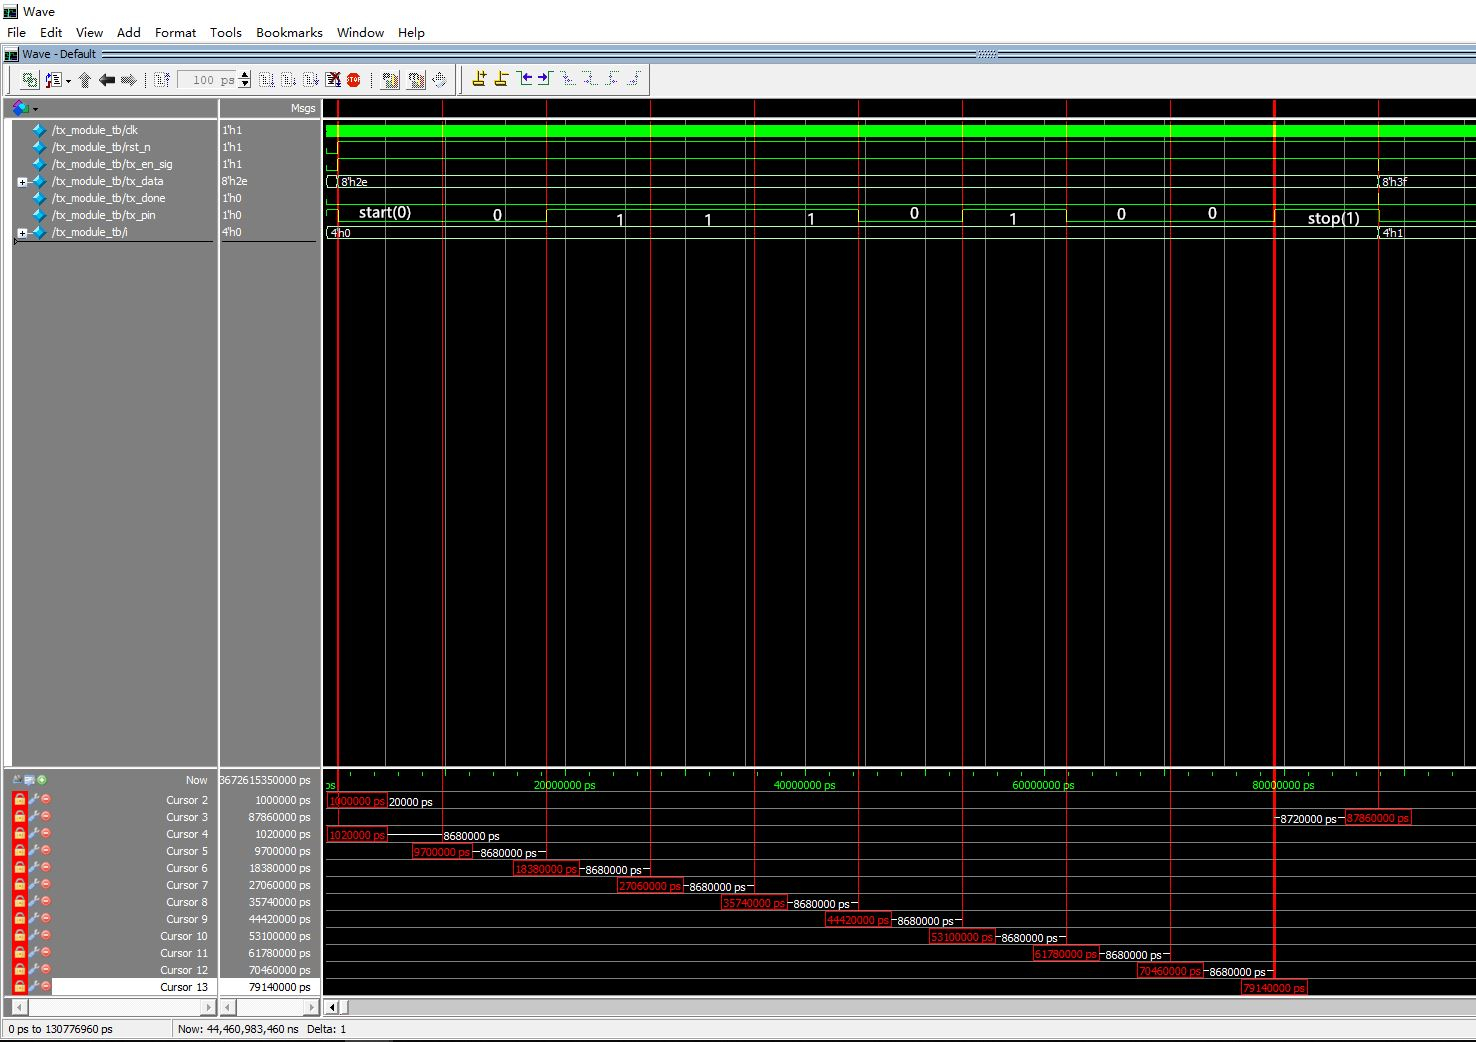 Wave
File Edit View Add Format Tools Bookmarks Window Help
Wave - Default
100 ps
STOP
Msgs
/tx_module_tb/clk 1'h1
/tx_module_tb/rst_n 1'h1
/tx_module_tb/tx_en_sig 1'h1
/tx_module_tb/tx_data 8'h2e 8'h2e 8'h3f
/tx_module_tb/tx_done 1'h0
/tx_module_tb/tx_pin 1'h0 start(0) 0 1 1 1 0 1 0 0 stop(1)
/tx_module_tb/i 4'h0 4'h0 4'h1
Now 3672615350000 ps ps 20000000 ps 40000000 ps 60000000 ps 80000000 ps
Cursor 2 1000000 ps 1000000 ps 20000 ps
Cursor 3 87860000 ps 8720000 ps 87860000 ps
Cursor 4 1020000 ps 1020000 ps 8680000 ps
Cursor 5 9700000 ps 9700000 ps 8680000 ps
Cursor 6 18380000 ps 18380000 ps 8680000 ps
Cursor 7 27060000 ps 27060000 ps 8680000 ps
Cursor 8 35740000 ps 35740000 ps 8680000 ps
Cursor 9 44420000 ps 44420000 ps 8680000 ps
Cursor 10 53100000 ps 53100000 ps 8680000 ps
Cursor 11 61780000 ps 61780000 ps 8680000 ps
Cursor 12 70460000 ps 70460000 ps 8680000 ps
Cursor 13 79140000 ps 79140000 ps
0 ps to 130776960 ps Now: 44,460,983,460 ns Delta: 1